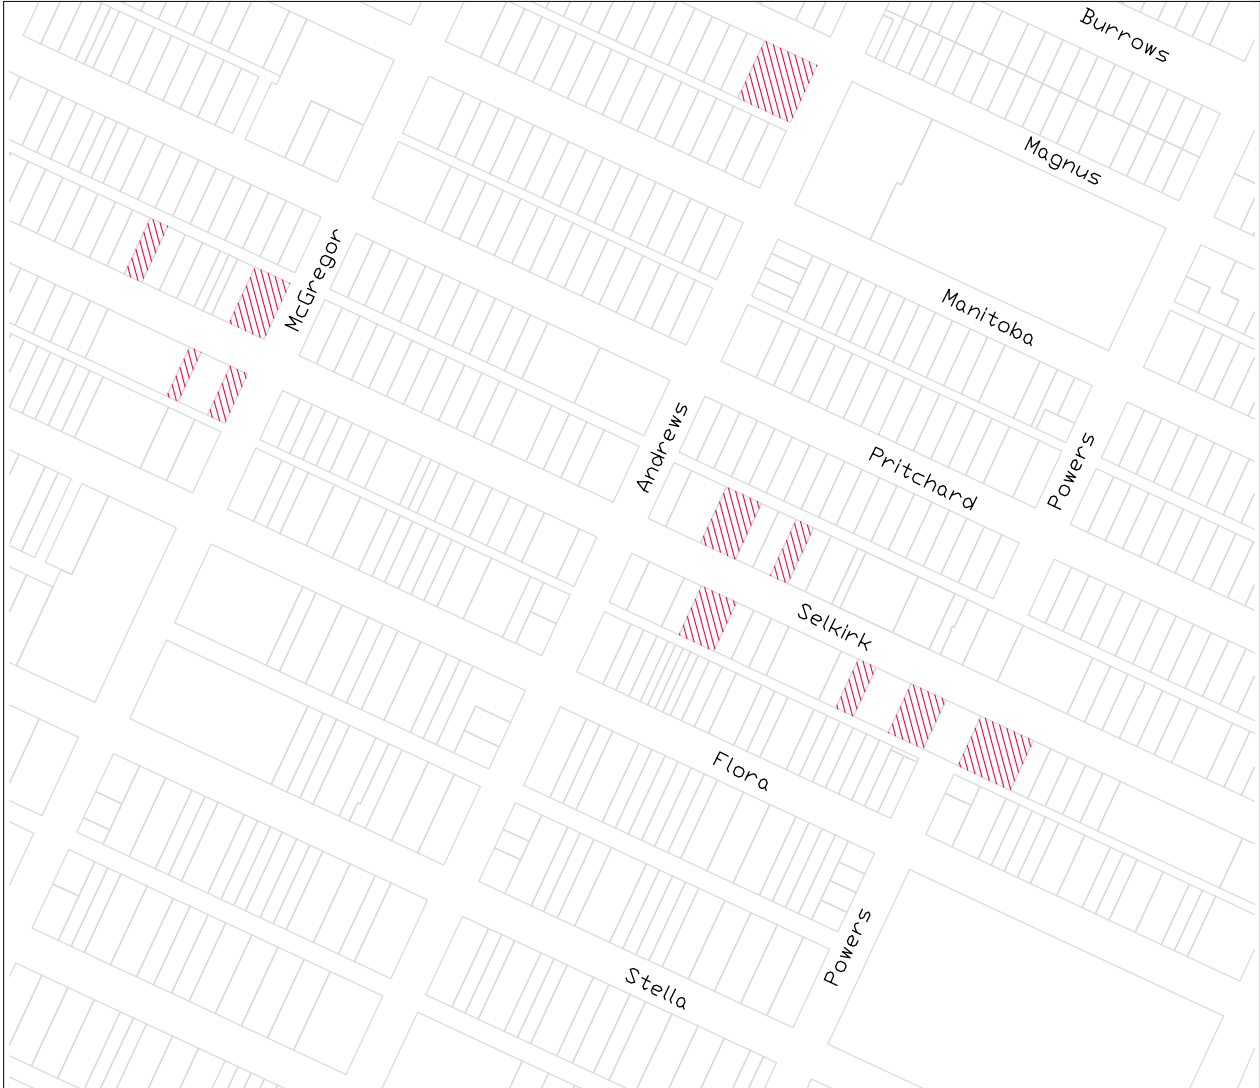 Burrows
Magnus
McGregor
Manitoba
Andrews
Pritchard
Powers
Selkirk
Flora
Powers
Stella